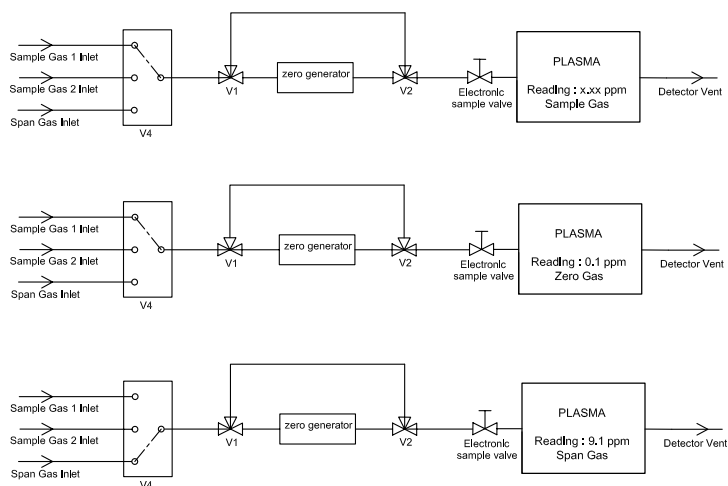 Sample Gas 1 Inlet
Sample Gas 2 Inlet
Span Gas Inlet
V4
V1
zero generator
V2
Electronic
sample valve
PLASMA
Reading : x.xx ppm
Sample Gas
Detector Vent
Sample Gas 1 Inlet
Sample Gas 2 Inlet
Span Gas Inlet
V4
V1
zero generator
V2
Electronic
sample valve
PLASMA
Reading : 0.1 ppm
Zero Gas
Detector Vent
Sample Gas 1 Inlet
Sample Gas 2 Inlet
Span Gas Inlet
V4
V1
zero generator
V2
Electronic
sample valve
PLASMA
Reading : 9.1 ppm
Span Gas
Detector Vent